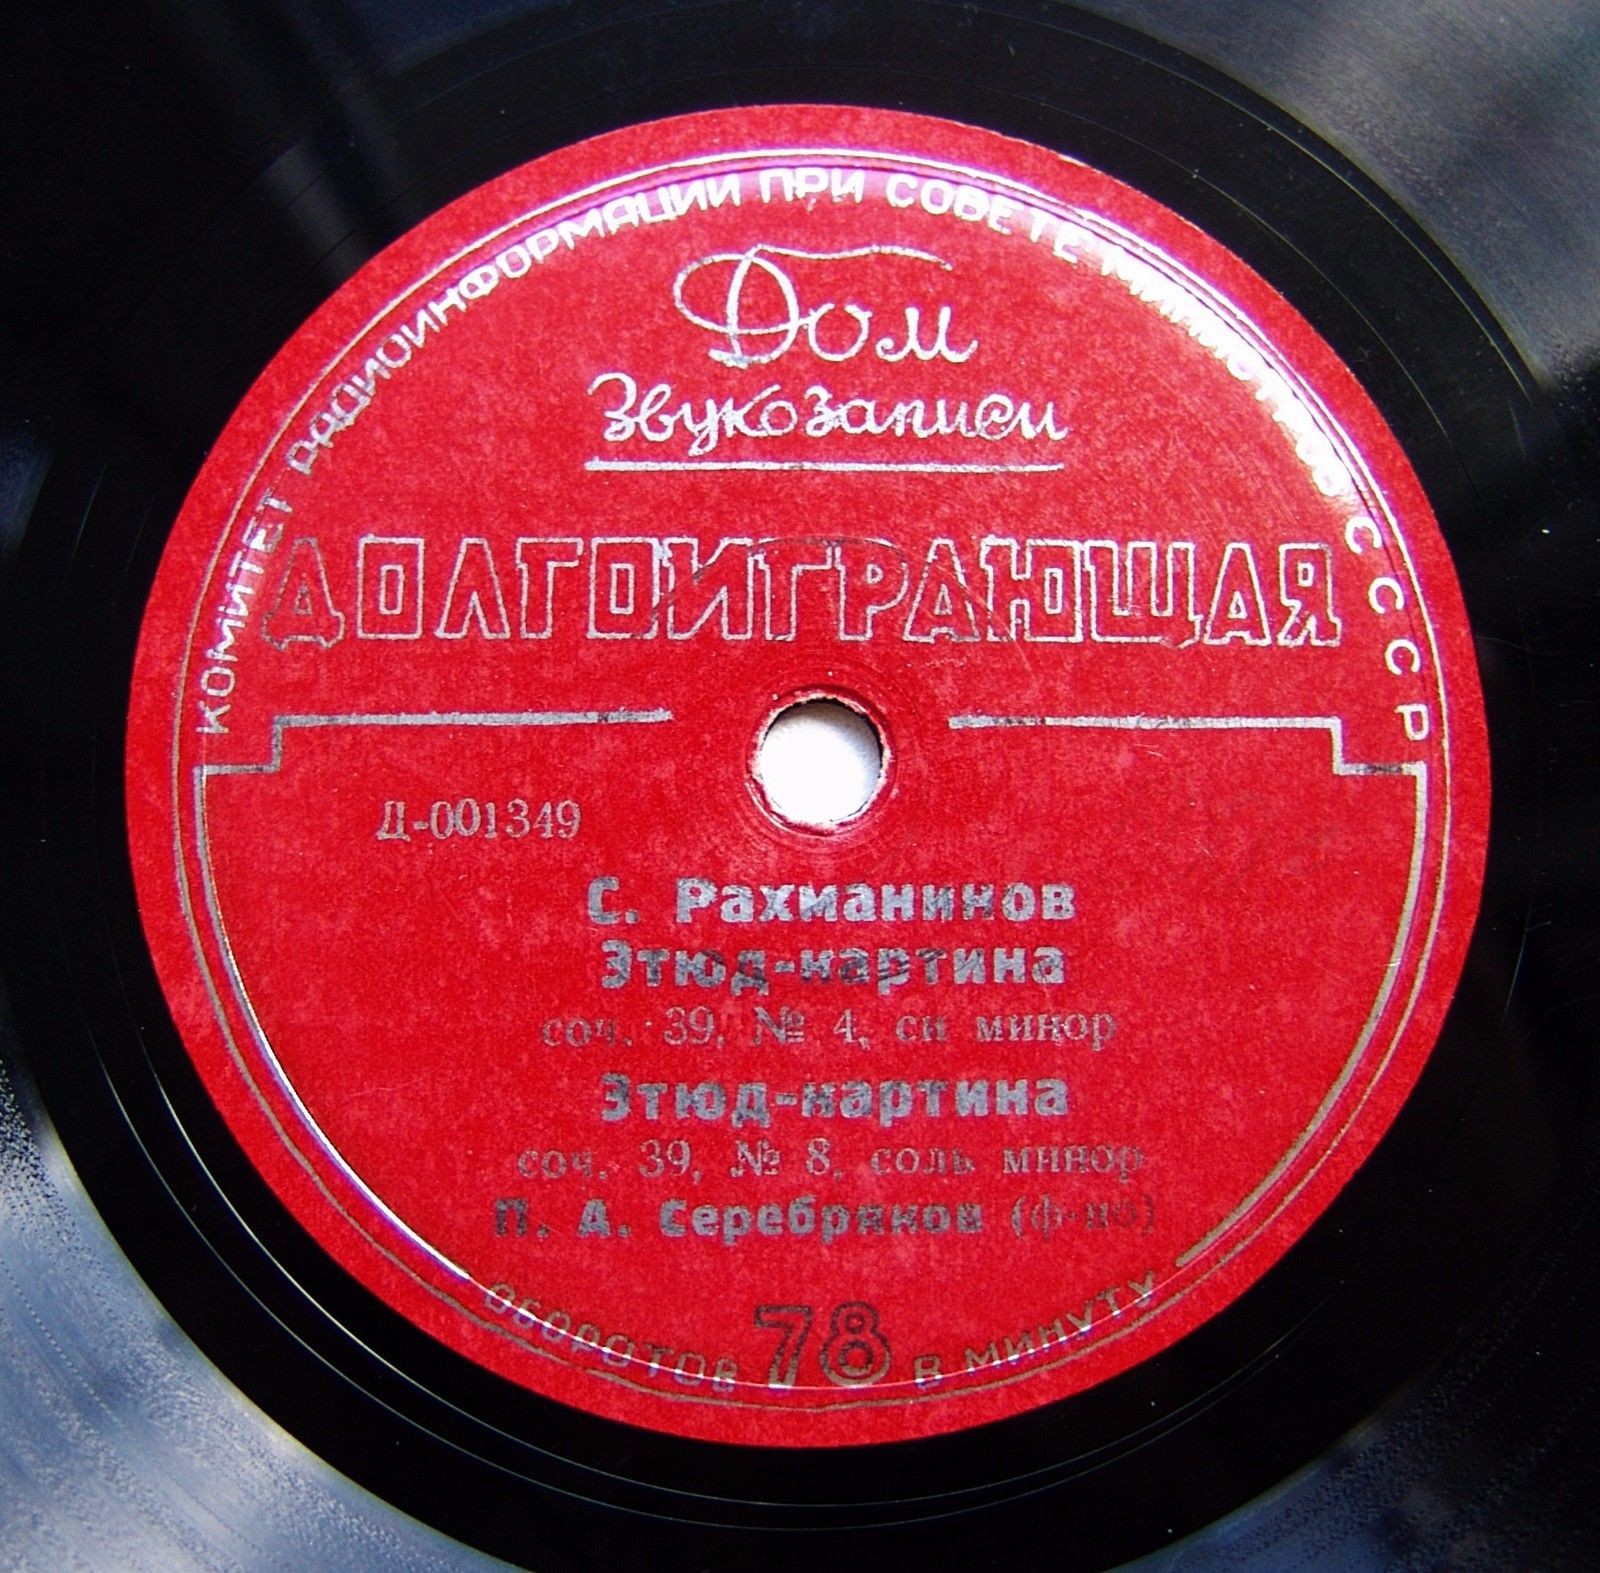 КОМИТЕТ РАДИОИНФОРМАЦИИ ПРИ СОВЕТЕ МИНИСТРОВ СССР
Дом
Звукозаписи
ДОЛГОИГРАЮЩАЯ
Д-001349
С. Рахманинов
Этюд-картина
соч. 39, № 4, си минор
Этюд-картина
соч. 39, № 8, соль минор
П. А. Серебряков (ф-но)
ОБОРОТОВ 78 В МИНУТУ